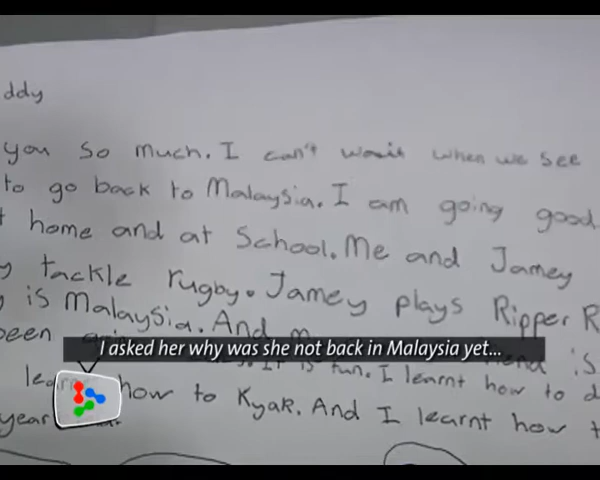 ddy
you so much. I can't wait when we see
to go back to Malaysia. I am going good
home and at School. Me and Jamey
tackle rugby. Jamey plays Ripper R
is Malaysia. And
been
I asked her why was she not back in Malaysia yet...
It is fun. I learnt how to d
how to Kyak. And I learnt how t
year